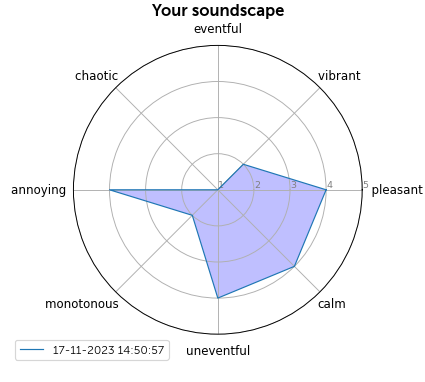 Your soundscape
eventful
chaotic
vibrant
annoying
1
2
3
4
5
pleasant
monotonous
calm
uneventful
17-11-2023 14:50:57